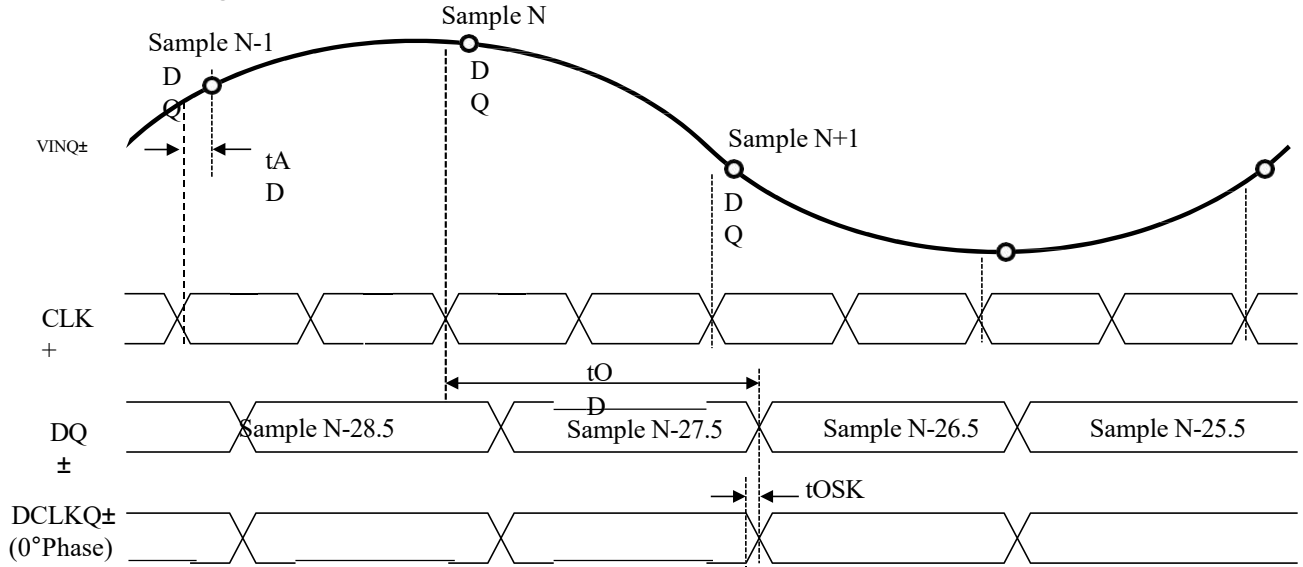 Sample N
Sample N-1
D
Q
D
Q
VINQ±
tA
D
Sample N+1
D
Q
CLK
+
tO
D
DQ
±
Sample N-28.5
Sample N-27.5
Sample N-26.5
Sample N-25.5
tOSK
DCLKQ±
(0°Phase)